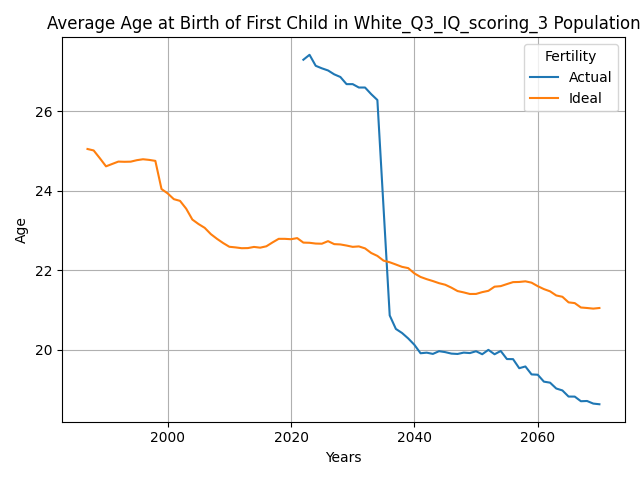 Average Age at Birth of First Child in White_Q3_IQ_scoring_3 Population
Fertility
Actual
Ideal
26
24
22
20
Age
2000
2020
2040
2060
Years